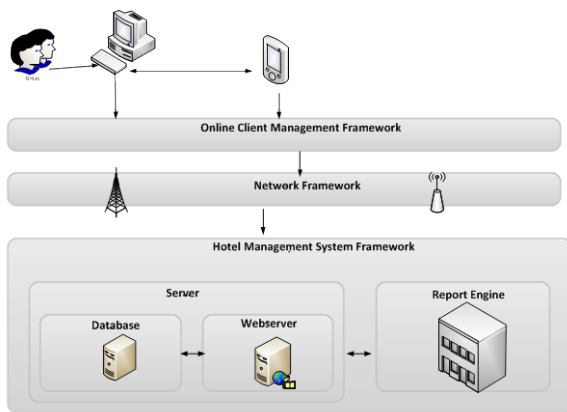 Online Client Management Framework
Network Framework
Hotel Management System Framework
Server
Report Engine
Database
Webserver